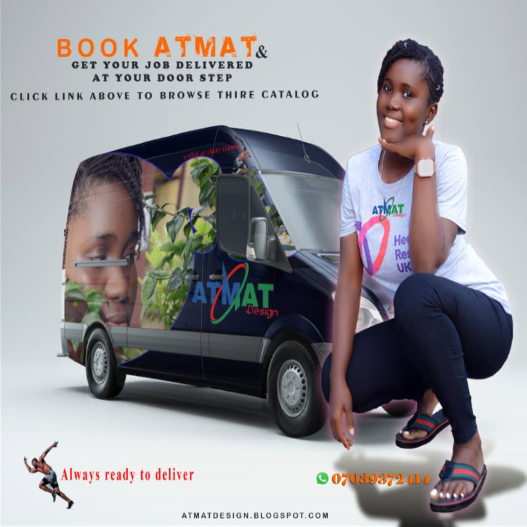 BOOK ATMAT&
GET YOUR JOB DELIVERED
AT YOUR DOOR STEP
CLICK LINK ABOVE TO BROWSE THIRE CATALOG
ATMAT
Design
ATMAT
Design
Always ready to deliver
07039372414
ATMATDESIGN.BLOGSPOT.COM